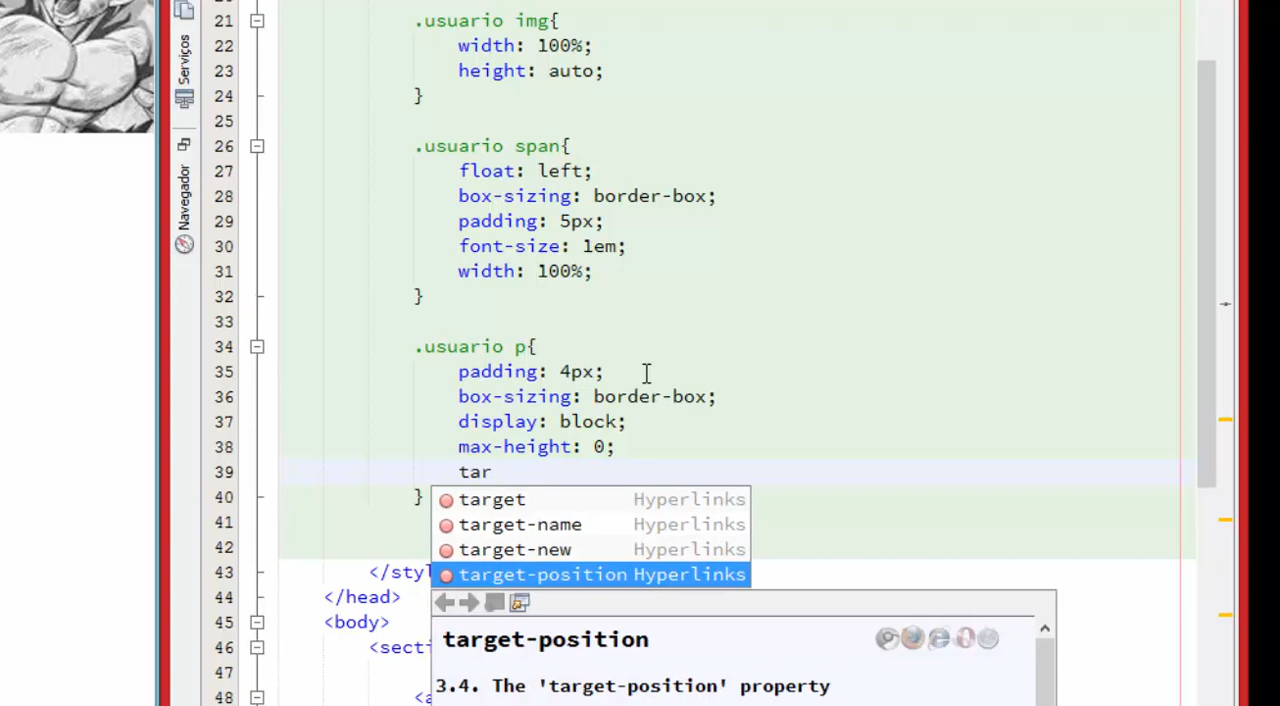 21 .usuario img{
22 width: 100%;
23 height: auto;
24 }
25
26 .usuario span{
27 float: left;
28 box-sizing: border-box;
29 padding: 5px;
30 font-size: 1em;
31 width: 100%;
32 }
33
34 .usuario p{
35 padding: 4px;
36 box-sizing: border-box;
37 display: block;
38 max-height: 0;
39 tar
40 }
target Hyperlinks
41
target-name Hyperlinks
42
target-new Hyperlinks
43 </styl
target-position Hyperlinks
44 </head>
45 <body>
target-position
46 <secti
47
3.4. The 'target-position' property
48 <a
Serviços
Navegador